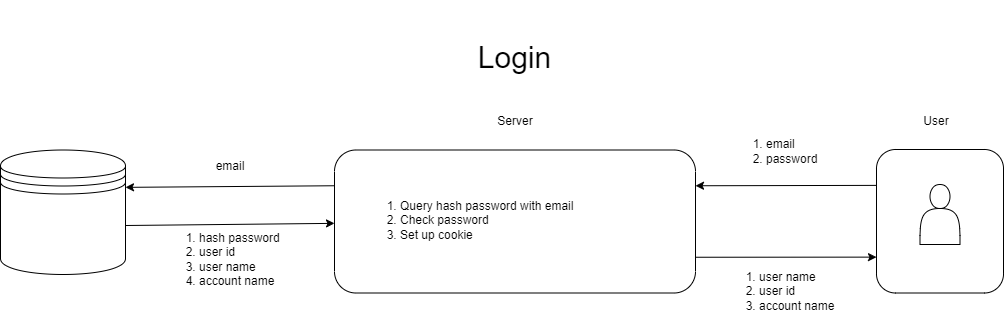 Login
Server
User
email
1. email
2. password
1. Query hash password with email
2. Check password
3. Set up cookie
1. hash password
2. user id
3. user name
4. account name
1. user name
2. user id
3. account name